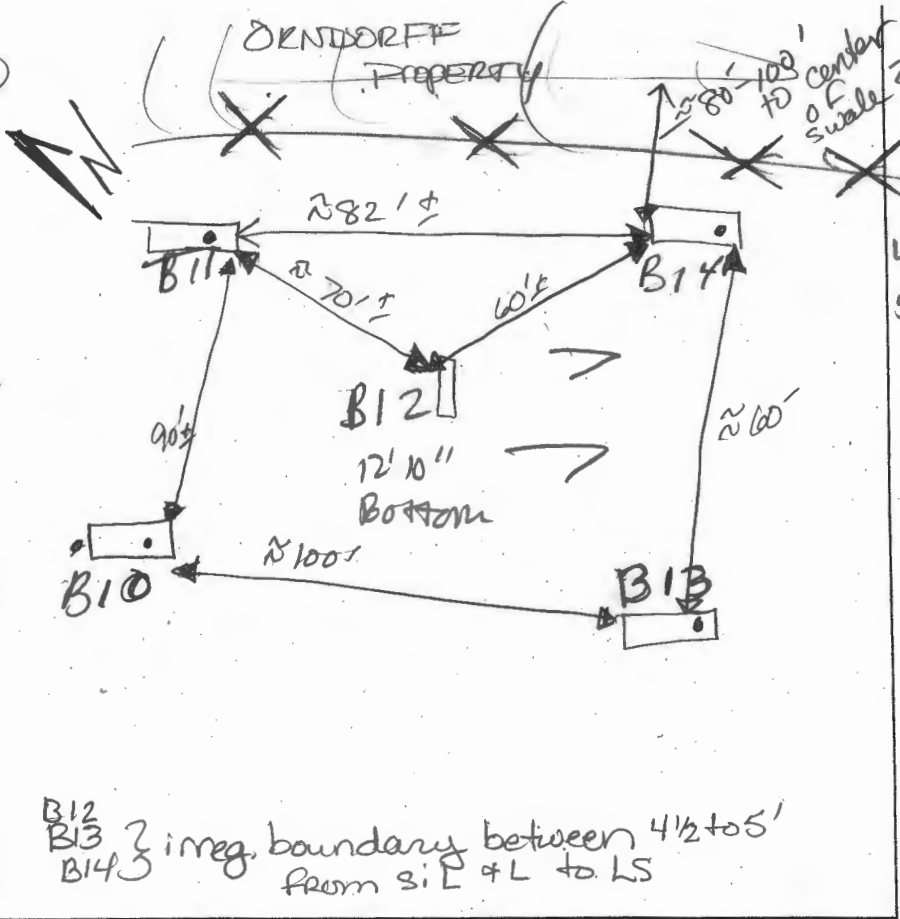 ORNDORFF
PROPERTY
≈80'-100'
to center
of
swale
N
≈82'±
B11
B14
≈70'±
60'±
B12
12'10"
Bottom
90'±
≈60'
B10
≈100±
B13
B12
B13 } irreg. boundary between 4½ to 5'
B14
from SiL & L to LS